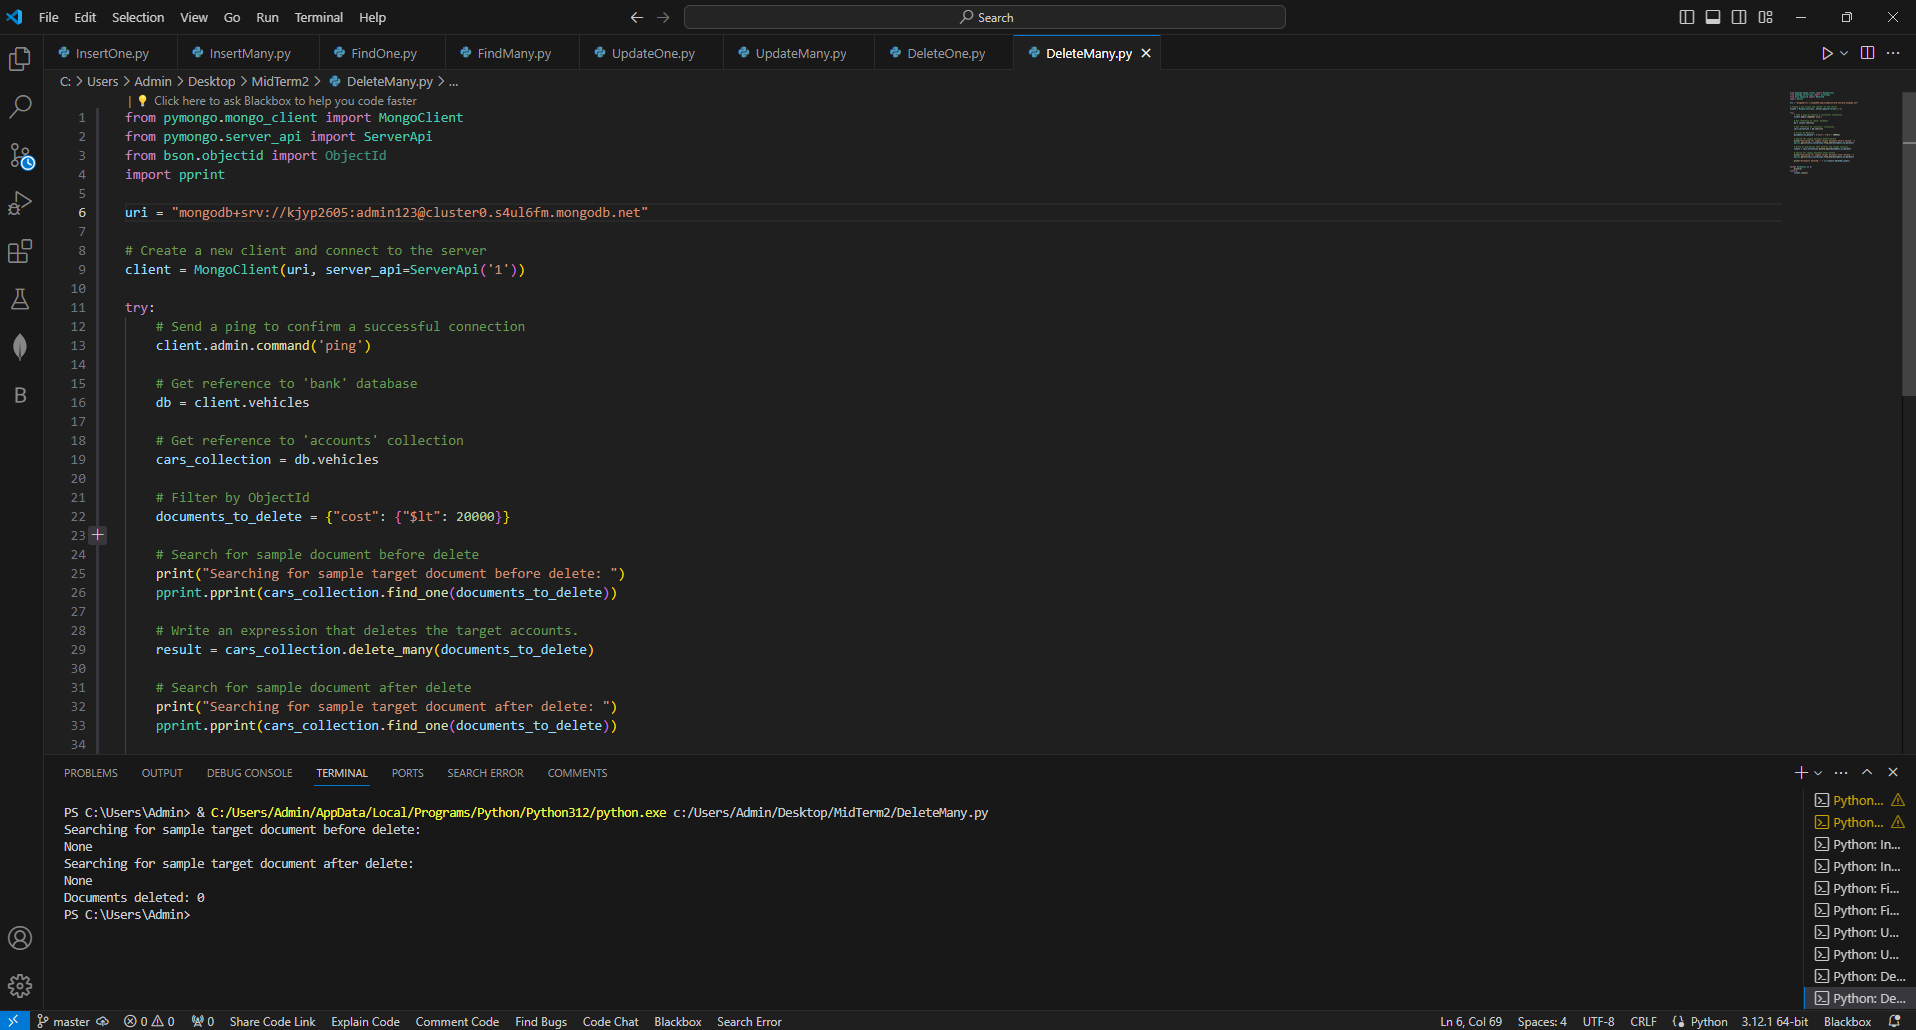 File Edit Selection View Go Run Terminal Help
Search
InsertOne.py InsertMany.py FindOne.py FindMany.py UpdateOne.py UpdateMany.py DeleteOne.py DeleteMany.py
C: > Users > Admin > Desktop > MidTerm2 > DeleteMany.py > ...
Click here to ask Blackbox to help you code faster
1 from pymongo.mongo_client import MongoClient
2 from pymongo.server_api import ServerApi
3 from bson.objectid import ObjectId
4 import pprint
5
6 uri = "mongodb+srv://kjyp2605:admin123@cluster0.s4ul6fm.mongodb.net"
7
8 # Create a new client and connect to the server
9 client = MongoClient(uri, server_api=ServerApi('1'))
10
11 try:
12 # Send a ping to confirm a successful connection
13 client.admin.command('ping')
14
15 # Get reference to 'bank' database
16 db = client.vehicles
17
18 # Get reference to 'accounts' collection
19 cars_collection = db.vehicles
20
21 # Filter by ObjectId
22 documents_to_delete = {"cost": {"$lt": 20000}}
23
24 # Search for sample document before delete
25 print("Searching for sample target document before delete: ")
26 pprint.pprint(cars_collection.find_one(documents_to_delete))
27
28 # Write an expression that deletes the target accounts.
29 result = cars_collection.delete_many(documents_to_delete)
30
31 # Search for sample document after delete
32 print("Searching for sample target document after delete: ")
33 pprint.pprint(cars_collection.find_one(documents_to_delete))
34
B
PROBLEMS OUTPUT DEBUG CONSOLE TERMINAL PORTS SEARCH ERROR COMMENTS
PS C:\Users\Admin> & C:/Users/Admin/AppData/Local/Programs/Python/Python312/python.exe c:/Users/Admin/Desktop/MidTerm2/DeleteMany.py
Searching for sample target document before delete:
None
Searching for sample target document after delete:
None
Documents deleted: 0
PS C:\Users\Admin>
Python...
Python...
Python: In...
Python: In...
Python: Fi...
Python: Fi...
Python: U...
Python: U...
Python: De...
Python: De...
master 0 0 0 Share Code Link Explain Code Comment Code Find Bugs Code Chat Blackbox Search Error Ln 6, Col 69 Spaces: 4 UTF-8 CRLF Python 3.12.1 64-bit Blackbox